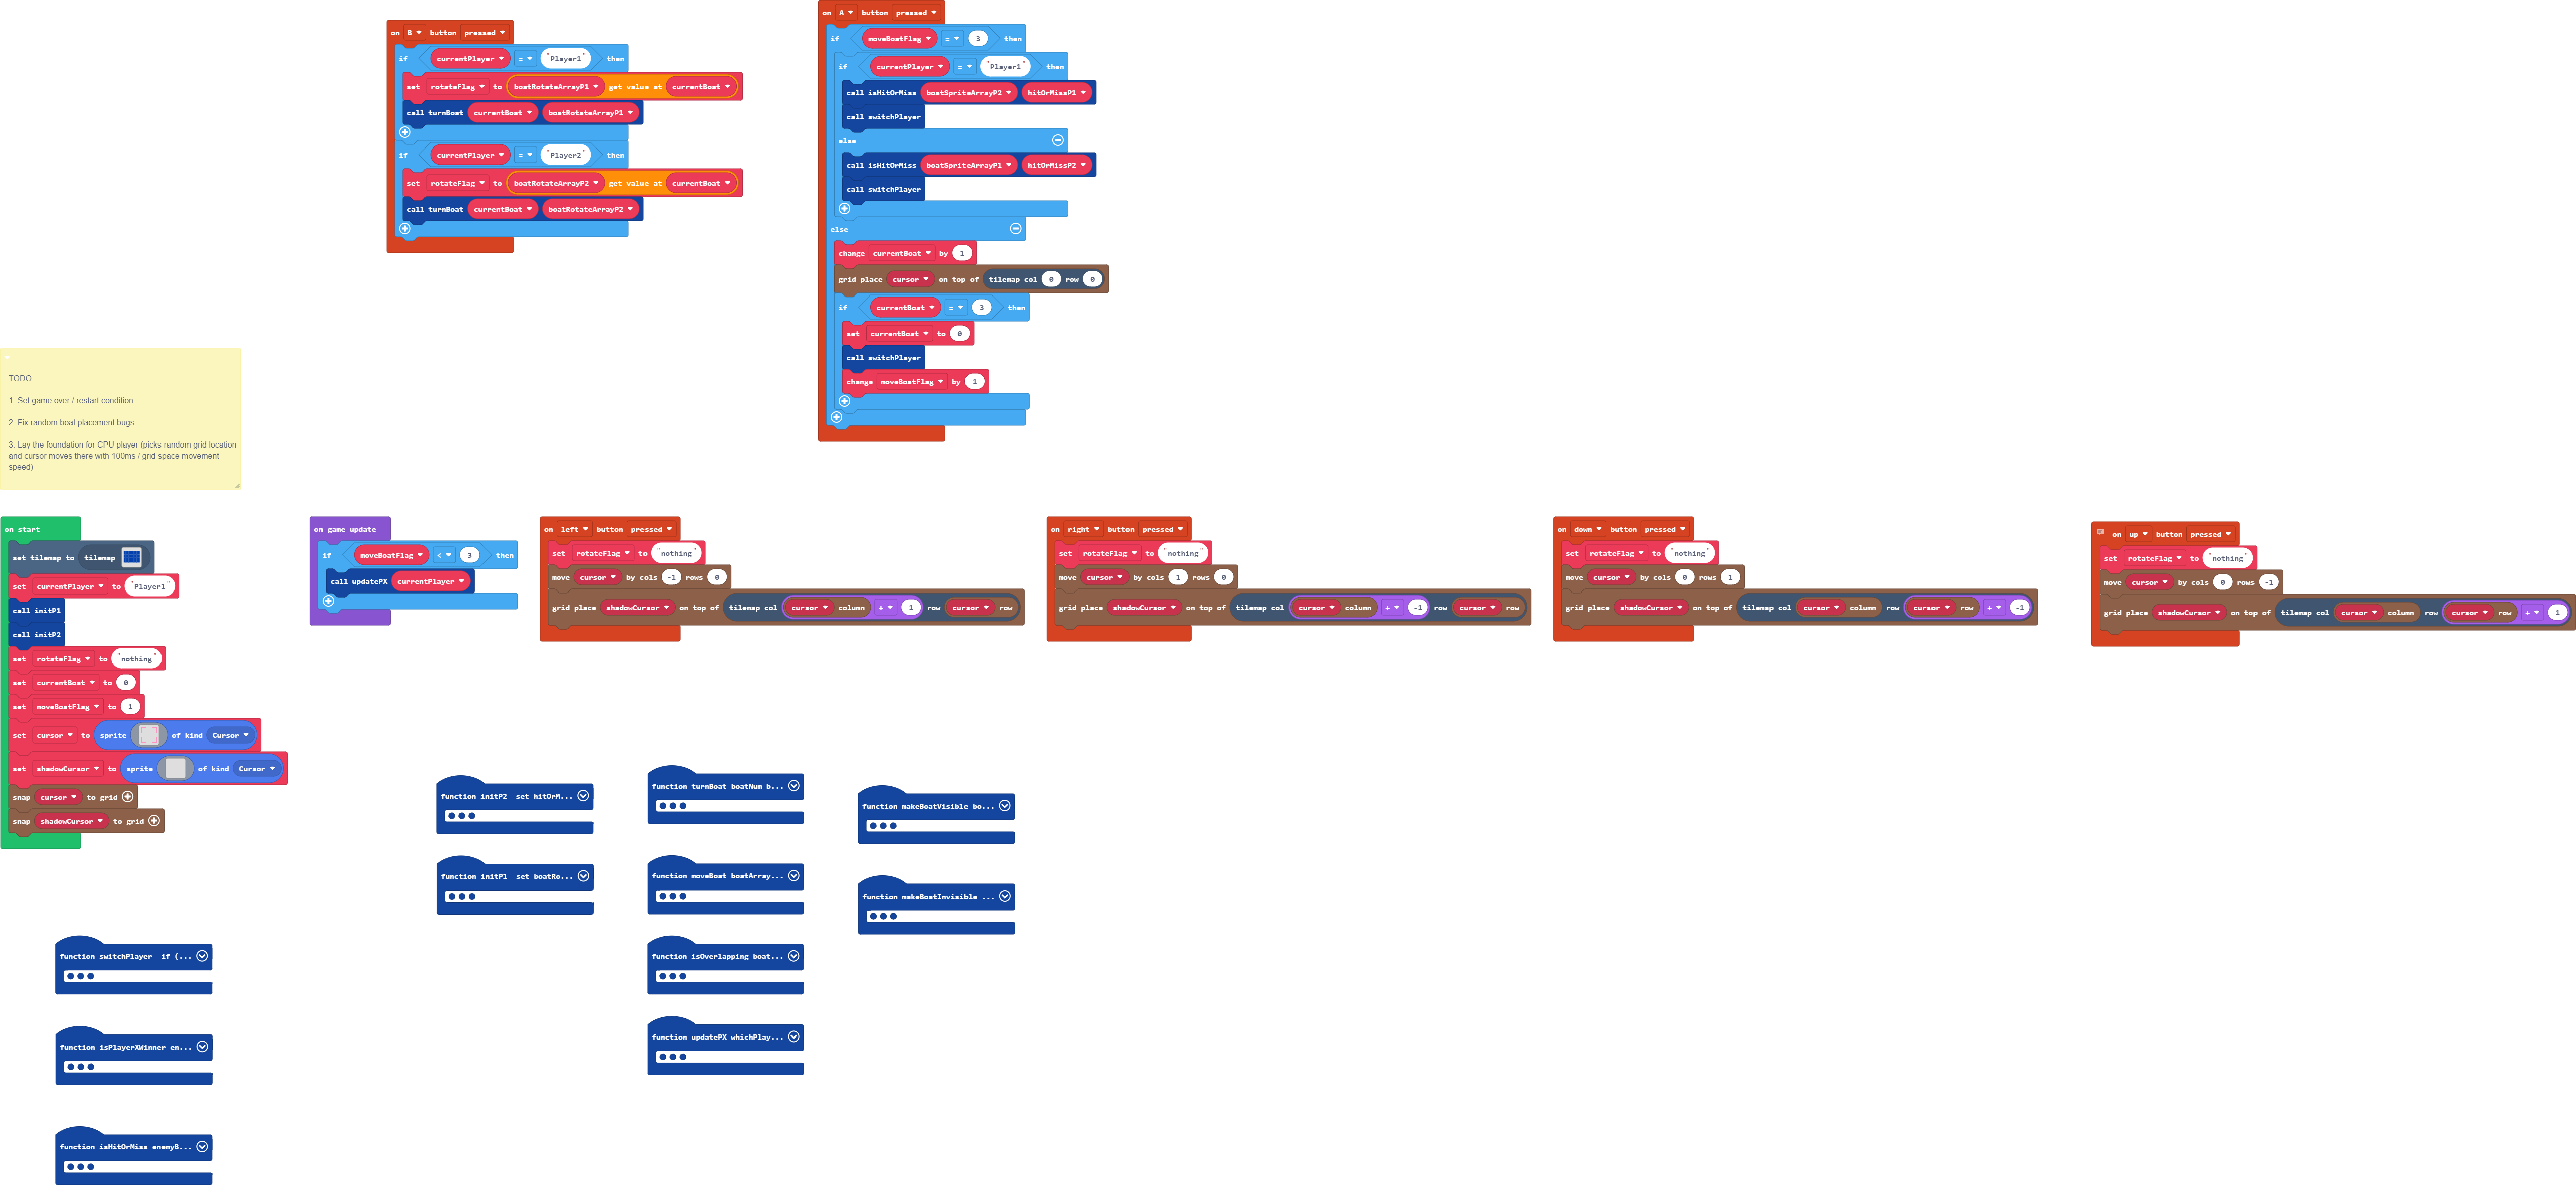 on B button pressed
if currentPlayer = "Player1" then
set rotateFlag to boatRotateArrayP1 get value at currentBoat
call turnBoat currentBoat boatRotateArrayP1
if currentPlayer = "Player2" then
set rotateFlag to boatRotateArrayP2 get value at currentBoat
call turnBoat currentBoat boatRotateArrayP2
on A button pressed
if moveBoatFlag = 3 then
if currentPlayer = "Player1" then
call isHitOrMiss boatSpriteArrayP2 hitOrMissP1
call switchPlayer
else
call isHitOrMiss boatSpriteArrayP1 hitOrMissP2
call switchPlayer
else
change currentBoat by 1
grid place cursor on top of tilemap col 0 row 0
if currentBoat = 3 then
set currentBoat to 0
call switchPlayer
change moveBoatFlag by 1
TODO:
1. Set game over / restart condition
2. Fix random boat placement bugs
3. Lay the foundation for CPU player (picks random grid location
and cursor moves there with 100ms / grid space movement
speed)
on start
set tilemap to tilemap
set currentPlayer to "Player1"
call initP1
call initP2
set rotateFlag to "nothing"
set currentBoat to 0
set moveBoatFlag to 1
set cursor to sprite of kind Cursor
set shadowCursor to sprite of kind Cursor
snap cursor to grid
snap shadowCursor to grid
on game update
if moveBoatFlag < 3 then
call updatePX currentPlayer
on left button pressed
set rotateFlag to "nothing"
move cursor by cols -1 rows 0
grid place shadowCursor on top of tilemap col cursor column + 1 row cursor row
on right button pressed
set rotateFlag to "nothing"
move cursor by cols 1 rows 0
grid place shadowCursor on top of tilemap col cursor column + -1 row cursor row
on down button pressed
set rotateFlag to "nothing"
move cursor by cols 0 rows 1
grid place shadowCursor on top of tilemap col cursor column row cursor row + -1
on up button pressed
set rotateFlag to "nothing"
move cursor by cols 0 rows -1
grid place shadowCursor on top of tilemap col cursor column row cursor row + 1
function initP2 set hitOrM...
function initP1 set boatRo...
function turnBoat boatNum b...
function moveBoat boatArray...
function isOverlapping boat...
function updatePX whichPlay...
function makeBoatVisible bo...
function makeBoatInvisible ...
function switchPlayer if (...
function isPlayerXWinner en...
function isHitOrMiss enemyB...